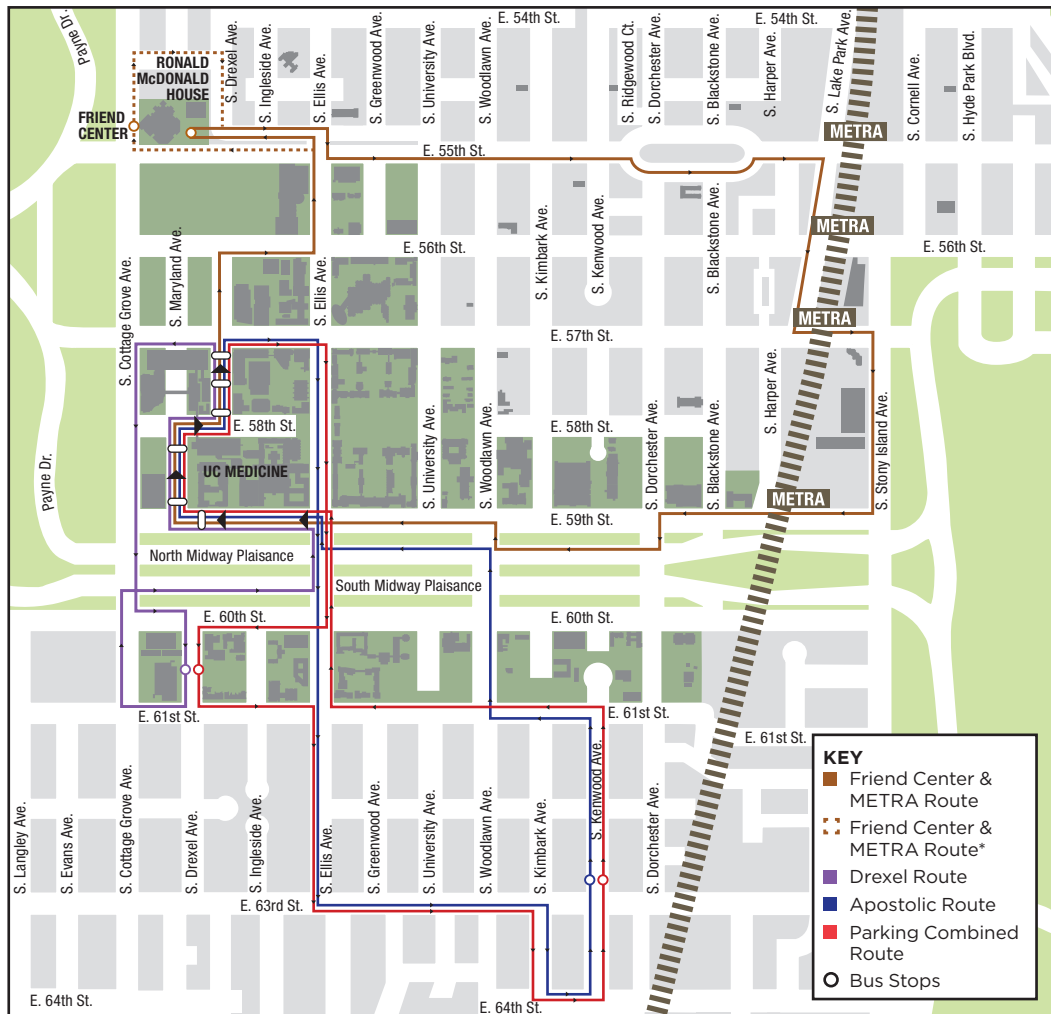 Payne Dr.
E. 54th St.
E. 54th St.
S. Drexel Ave.
S. Ingleside Ave.
S. Ellis Ave.
S. Greenwood Ave.
S. University Ave.
S. Woodlawn Ave.
S. Ridgewood Ct.
S. Dorchester Ave.
S. Blackstone Ave.
S. Harper Ave.
S. Lake Park Ave.
S. Cornell Ave.
S. Hyde Park Blvd.
RONALD
McDONALD
HOUSE
FRIEND
CENTER
METRA
E. 55th St.
METRA
S. Cottage Grove Ave.
S. Maryland Ave.
S. Ellis Ave.
E. 56th St.
S. Kimbark Ave.
S. Kenwood Ave.
S. Blackstone Ave.
E. 56th St.
METRA
E. 57th St.
S. Harper Ave.
E. 58th St.
E. 58th St.
UC MEDICINE
S. University Ave.
S. Woodlawn Ave.
S. Dorchester Ave.
S. Blackstone Ave.
S. Stony Island Ave.
Payne Dr.
METRA
E. 59th St.
North Midway Plaisance
South Midway Plaisance
E. 60th St.
E. 60th St.
E. 61st St.
E. 61st St.
E. 61st St.
S. Langley Ave.
S. Evans Ave.
S. Cottage Grove Ave.
S. Drexel Ave.
S. Ingleside Ave.
S. Ellis Ave.
S. Greenwood Ave.
S. University Ave.
S. Woodlawn Ave.
S. Kimbark Ave.
S. Kenwood Ave.
S. Dorchester Ave.
E. 63rd St.
E. 64th St.
E. 64th St.
KEY
Friend Center &
METRA Route
Friend Center &
METRA Route*
Drexel Route
Apostolic Route
Parking Combined
Route
Bus Stops